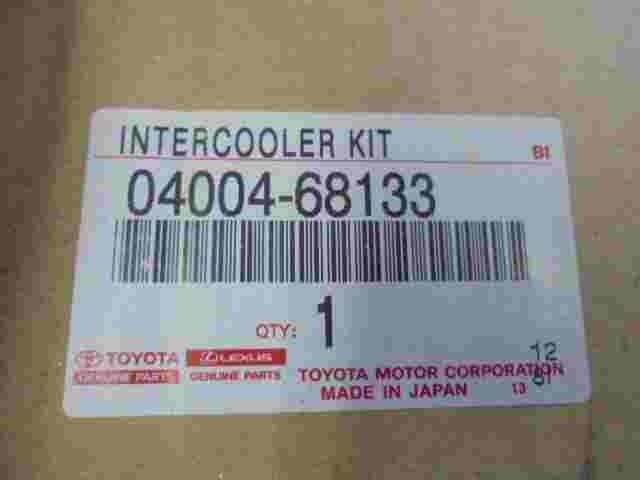 INTERCOOLER KIT
BI
04004-68133
QTY: 1
TOYOTA
GENUINE PARTS
LEXUS
GENUINE PARTS
TOYOTA MOTOR CORPORATION
MADE IN JAPAN
13
12